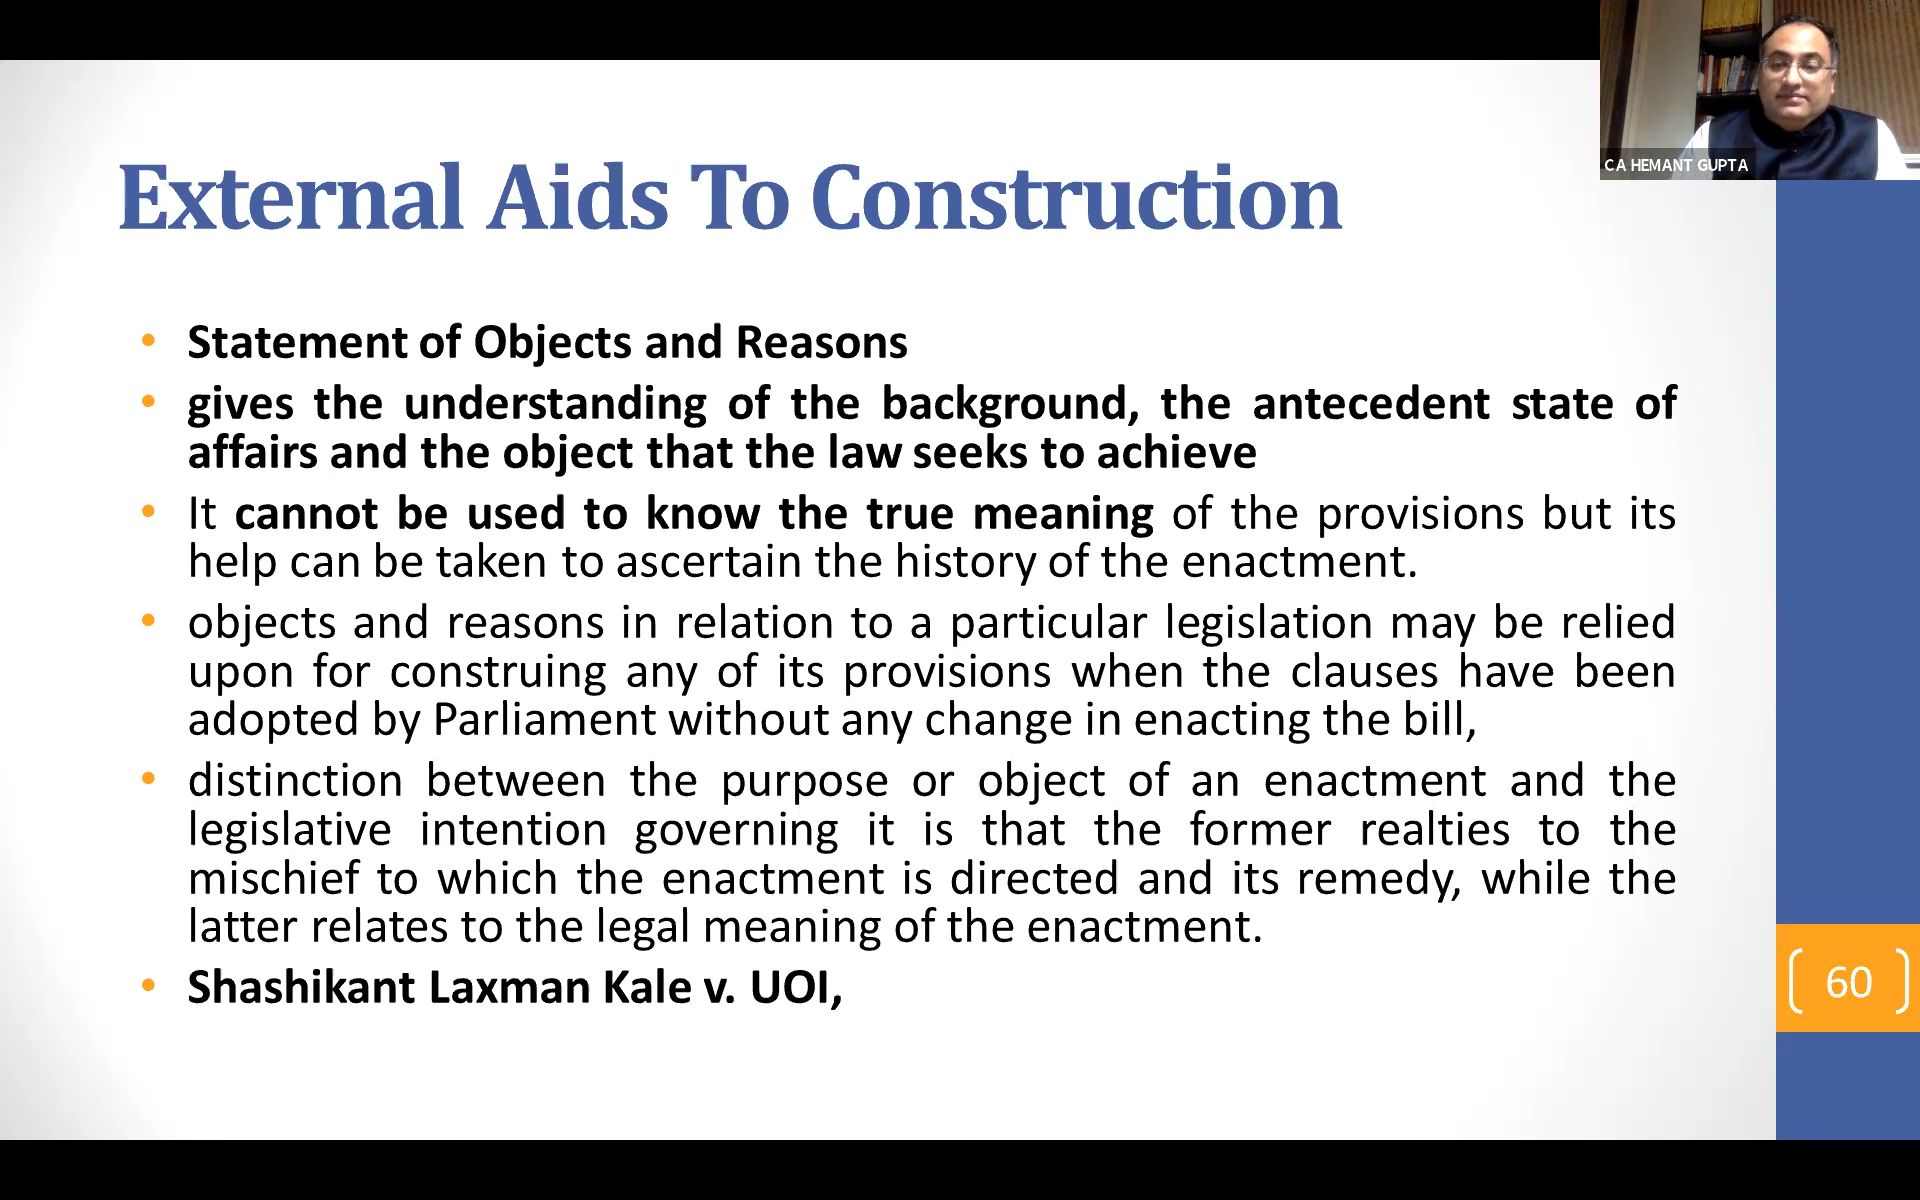 CA HEMANT GUPTA
External Aids To Construction
• Statement of Objects and Reasons
• gives the understanding of the background, the antecedent state of
affairs and the object that the law seeks to achieve
• It cannot be used to know the true meaning of the provisions but its
help can be taken to ascertain the history of the enactment.
• objects and reasons in relation to a particular legislation may be relied
upon for construing any of its provisions when the clauses have been
adopted by Parliament without any change in enacting the bill,
• distinction between the purpose or object of an enactment and the
legislative intention governing it is that the former realties to the
mischief to which the enactment is directed and its remedy, while the
latter relates to the legal meaning of the enactment.
• Shashikant Laxman Kale v. UOI,
60